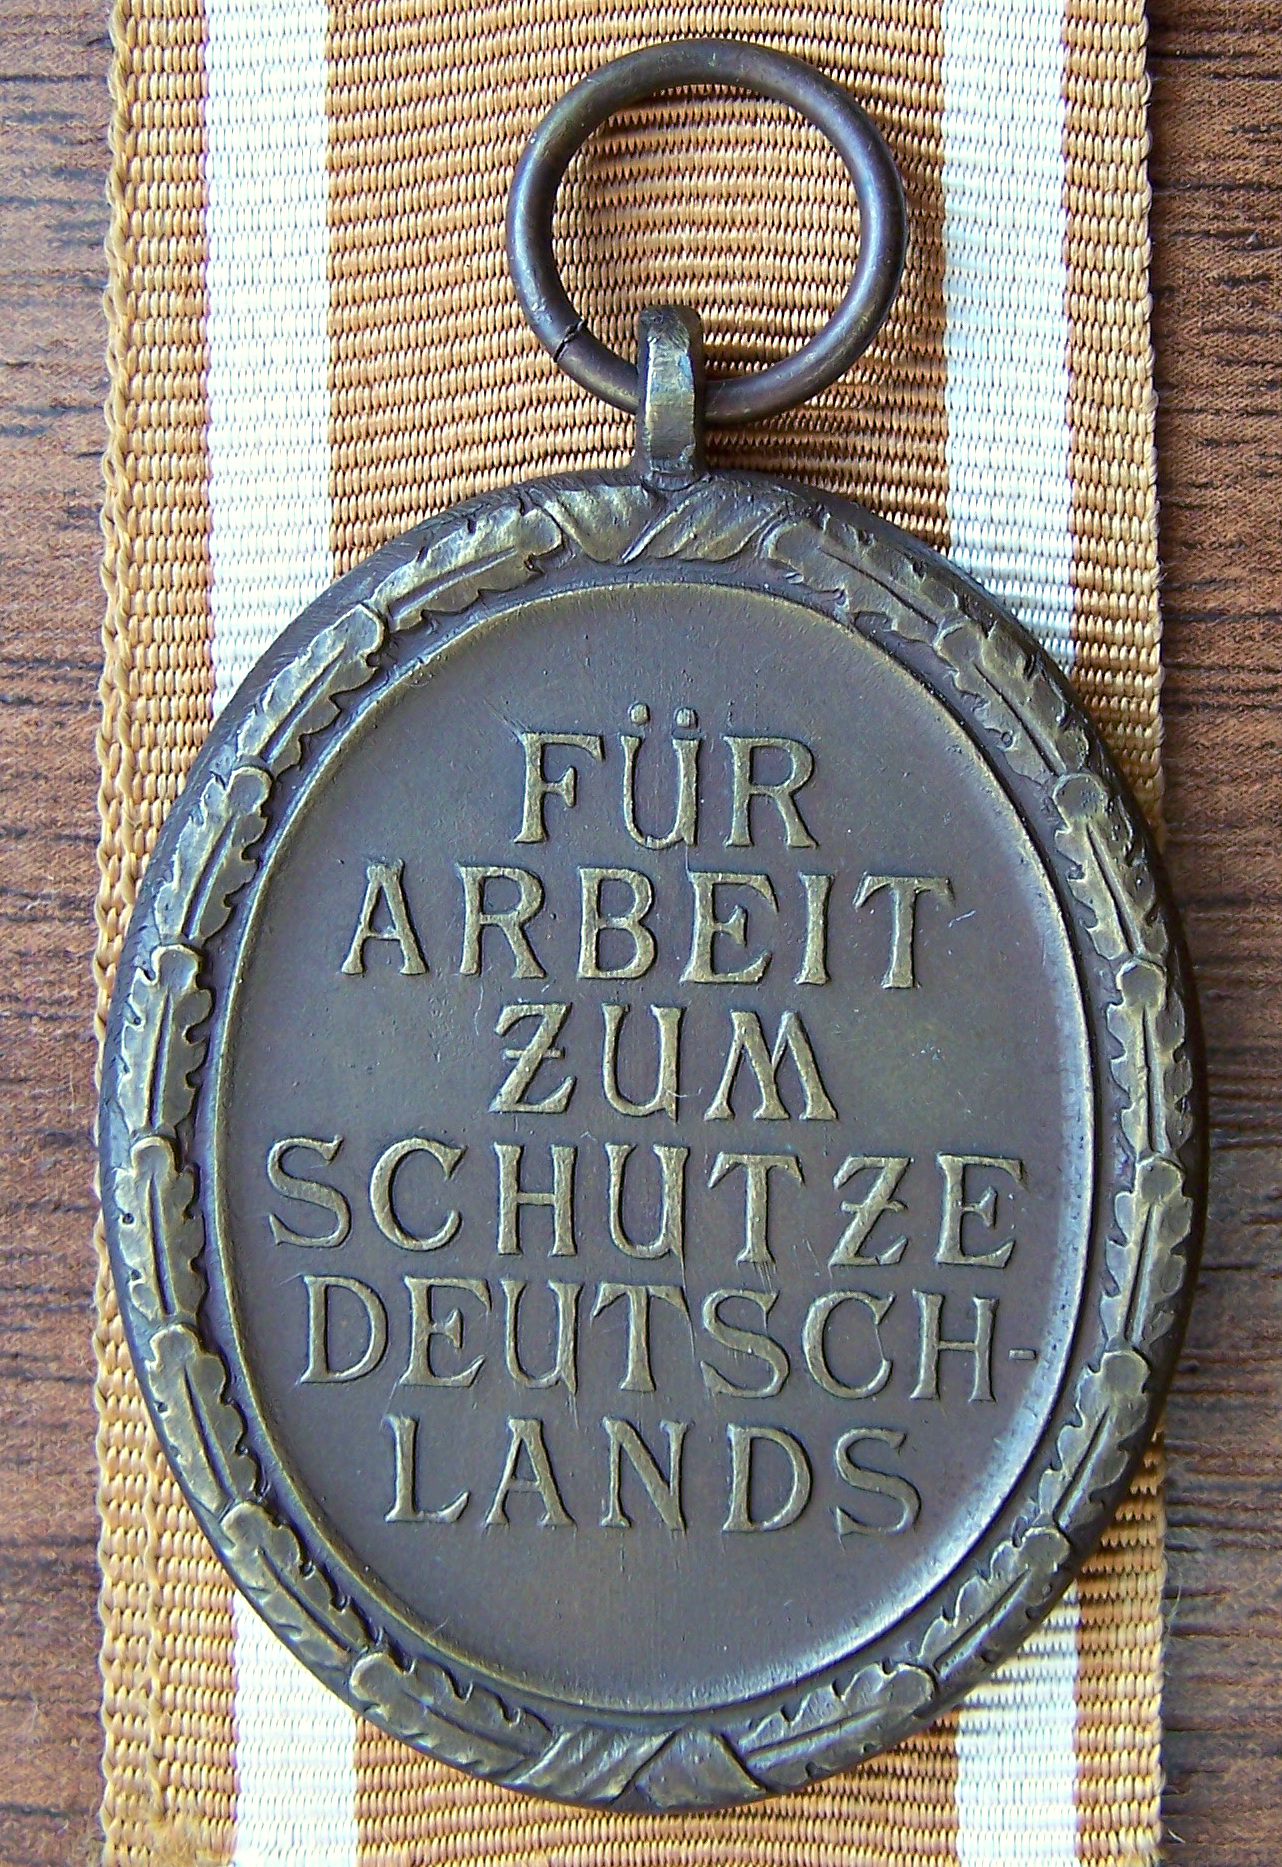 FÜR
ARBEIT
ZUM
SCHUTZE
DEUTSCH-
LANDS